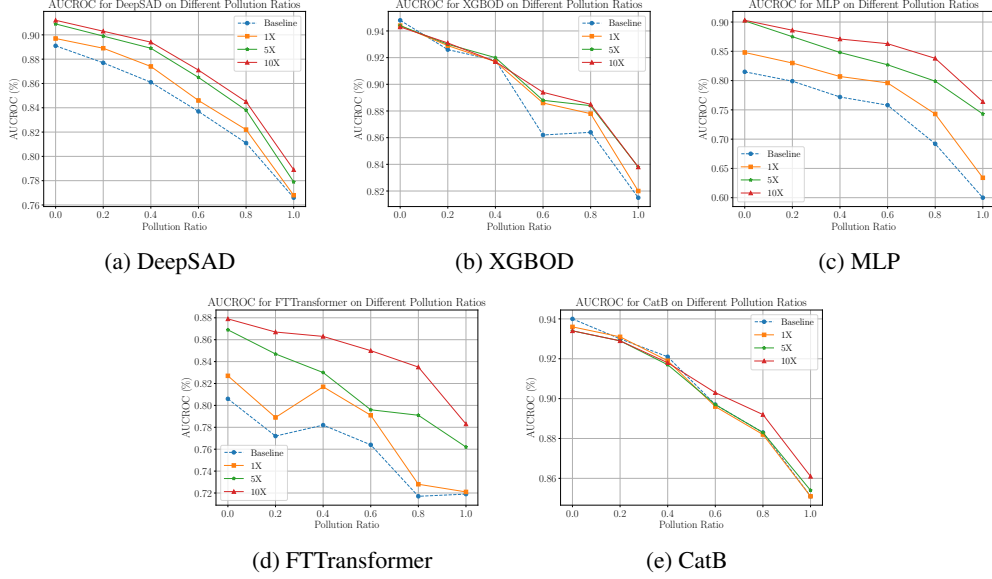 AUCROC for DeepSAD on Different Pollution Ratios
AUCROC (%)
0.90
0.88
0.86
0.84
0.82
0.80
0.78
0.76
0.0 0.2 0.4 0.6 0.8 1.0
Pollution Ratio
Baseline
1X
5X
10X
(a) DeepSAD
AUCROC for XGBOD on Different Pollution Ratios
AUCROC (%)
0.94
0.92
0.90
0.88
0.86
0.84
0.82
0.0 0.2 0.4 0.6 0.8 1.0
Pollution Ratio
Baseline
1X
5X
10X
(b) XGBOD
AUCROC for MLP on Different Pollution Ratios
AUCROC (%)
0.90
0.85
0.80
0.75
0.70
0.65
0.60
0.0 0.2 0.4 0.6 0.8 1.0
Pollution Ratio
Baseline
1X
5X
10X
(c) MLP
AUCROC for FTTransformer on Different Pollution Ratios
AUCROC (%)
0.88
0.86
0.84
0.82
0.80
0.78
0.76
0.74
0.72
0.0 0.2 0.4 0.6 0.8 1.0
Pollution Ratio
Baseline
1X
5X
10X
(d) FTTransformer
AUCROC for CatB on Different Pollution Ratios
AUCROC (%)
0.94
0.92
0.90
0.88
0.86
0.0 0.2 0.4 0.6 0.8 1.0
Pollution Ratio
Baseline
1X
5X
10X
(e) CatB